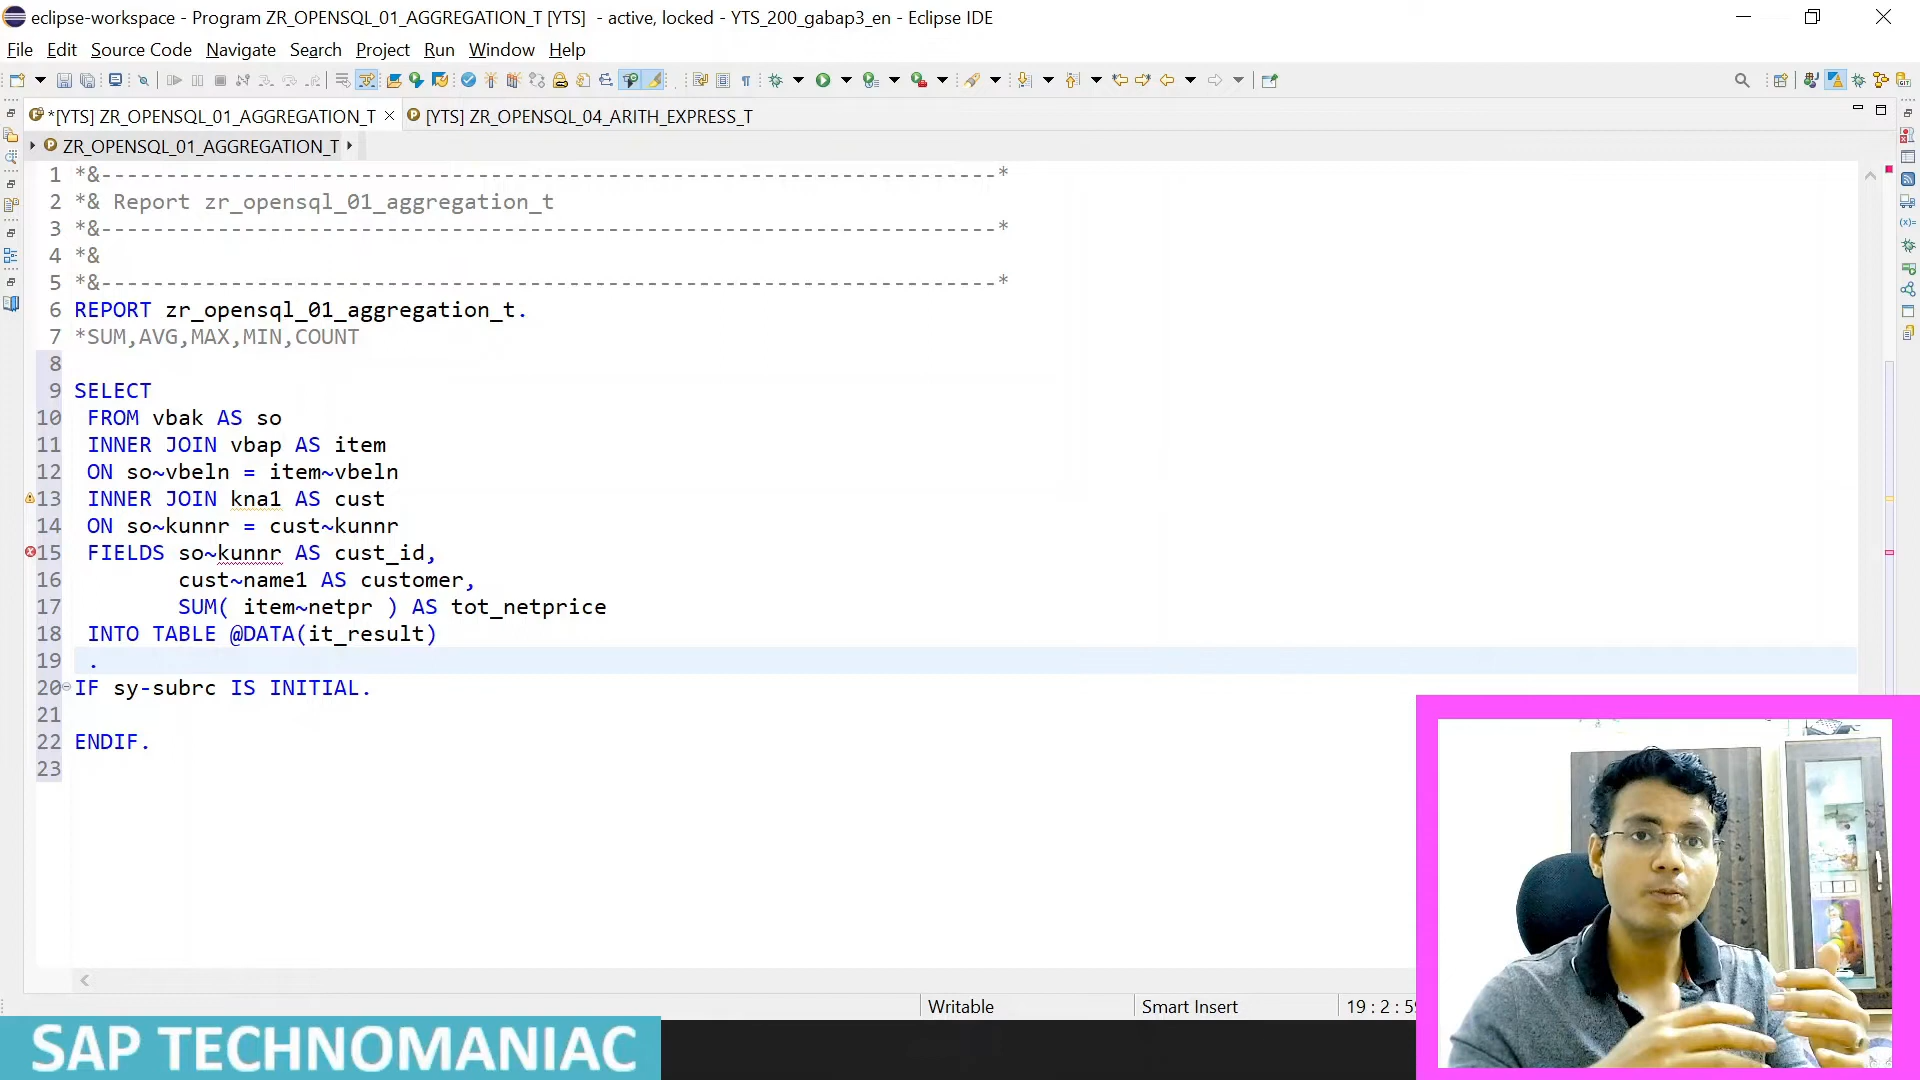 eclipse-workspace - Program ZR_OPENSQL_01_AGGREGATION_T [YTS] - active, locked - YTS_200_gabap3_en - Eclipse IDE
File Edit Source Code Navigate Search Project Run Window Help
*[YTS] ZR_OPENSQL_01_AGGREGATION_T [YTS] ZR_OPENSQL_04_ARITH_EXPRESS_T
ZR_OPENSQL_01_AGGREGATION_T
1 *&---------------------------------------------------------------------*
2 *& Report zr_opensql_01_aggregation_t
3 *&---------------------------------------------------------------------*
4 *&
5 *&---------------------------------------------------------------------*
6 REPORT zr_opensql_01_aggregation_t.
7 *SUM,AVG,MAX,MIN,COUNT
8
9 SELECT
10 FROM vbak AS so
11 INNER JOIN vbap AS item
12 ON so~vbeln = item~vbeln
13 INNER JOIN kna1 AS cust
14 ON so~kunnr = cust~kunnr
15 FIELDS so~kunnr AS cust_id,
16 cust~name1 AS customer,
17 SUM( item~netpr ) AS tot_netprice
18 INTO TABLE @DATA(it_result)
19 .
20 IF sy-subrc IS INITIAL.
21
22 ENDIF.
23
Writable Smart Insert 19 : 2 :
SAP TECHNOMANIAC